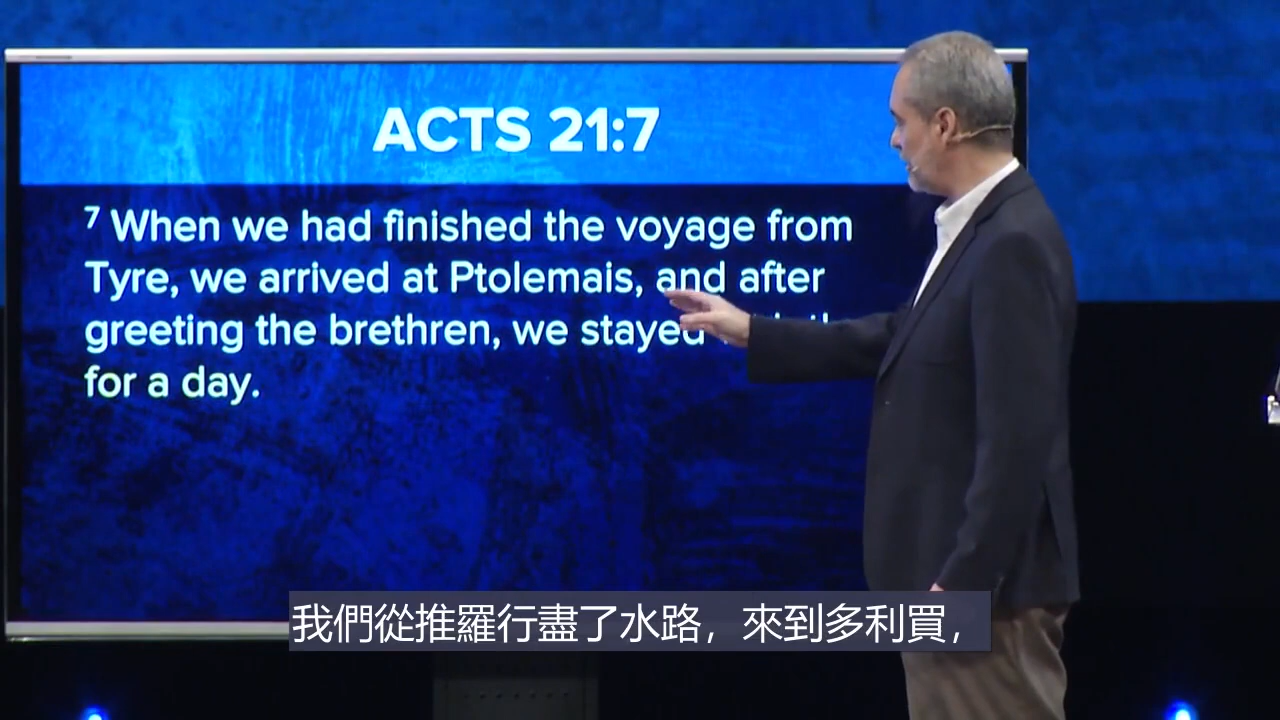 ACTS 21:7
7 When we had finished the voyage from
Tyre, we arrived at Ptolemais, and after
greeting the brethren, we stayed
for a day.
我們從推羅行盡了水路，來到多利買，